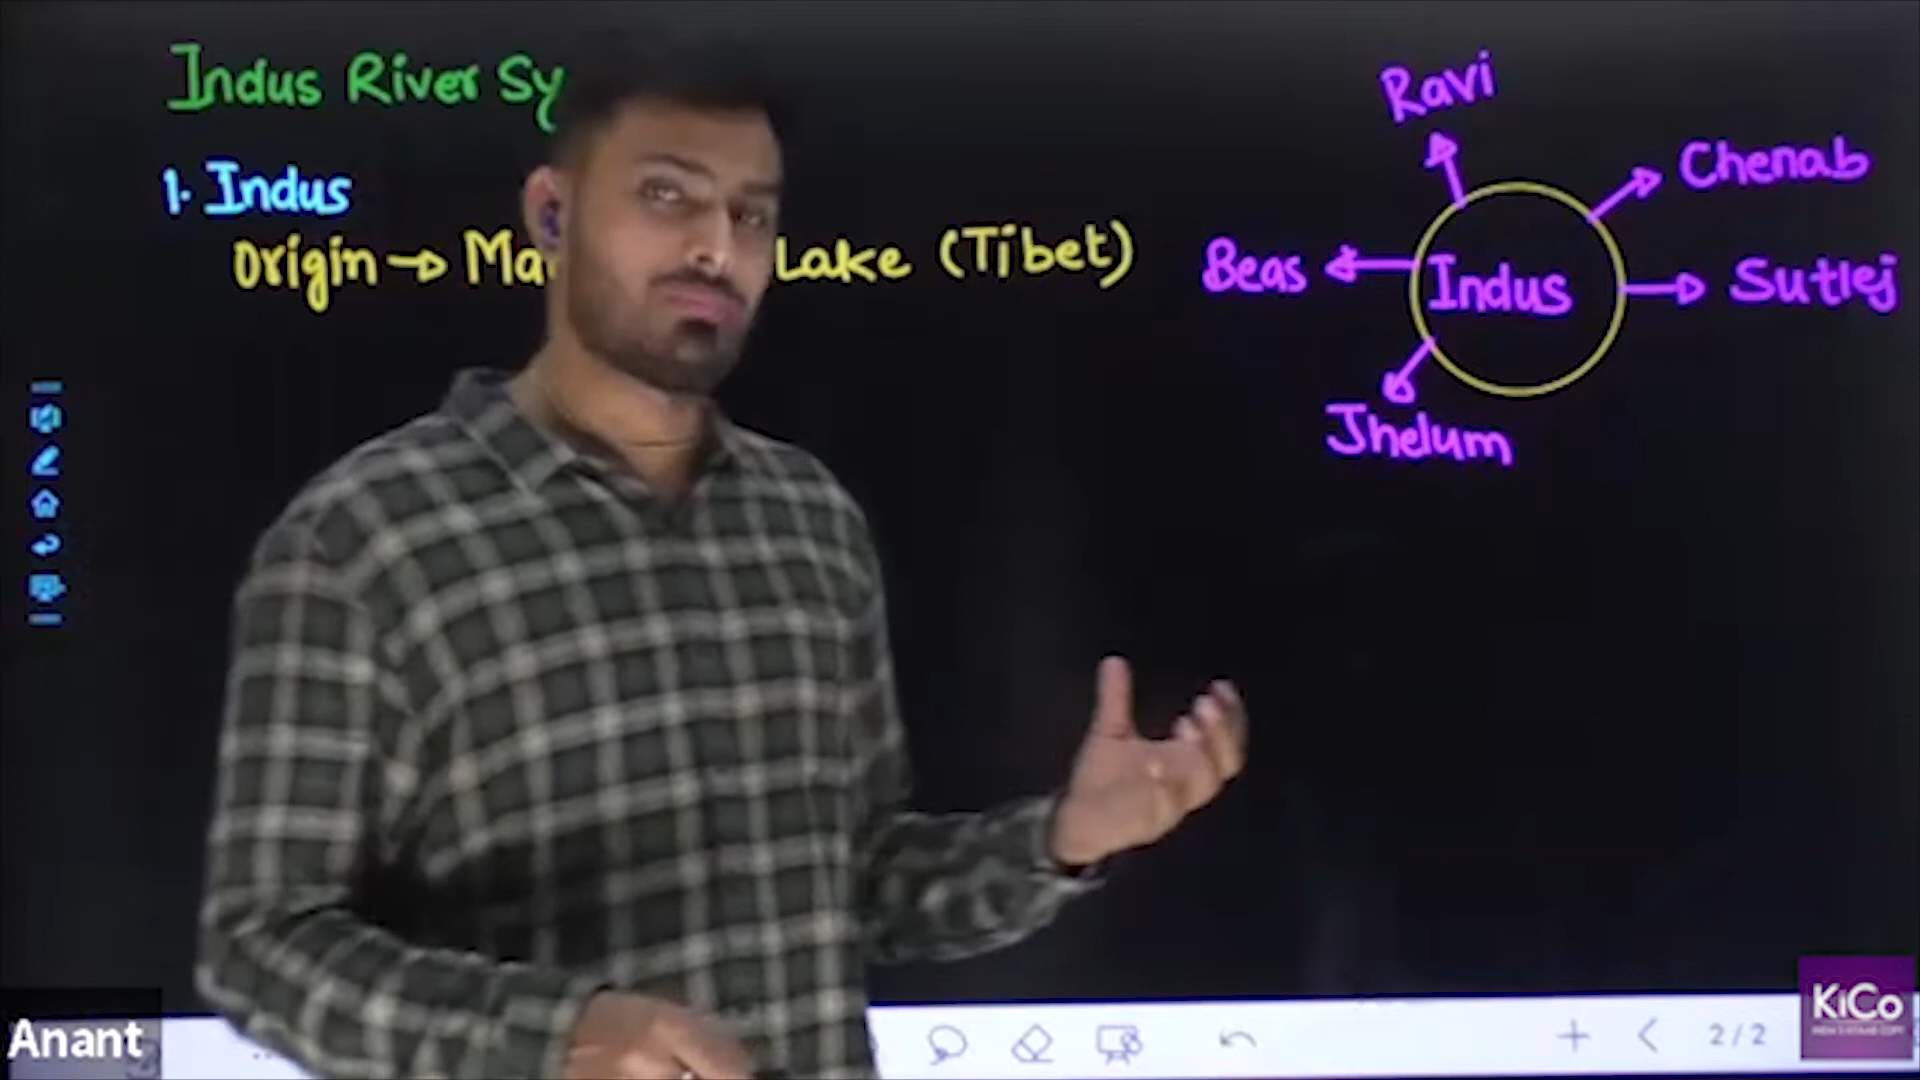 Indus River Sy
1. Indus
Origin → Ma Lake (Tibet)
Ravi
Chenab
Beas
Indus
Sutlej
Jhelum
Anant
2/2
KiCo